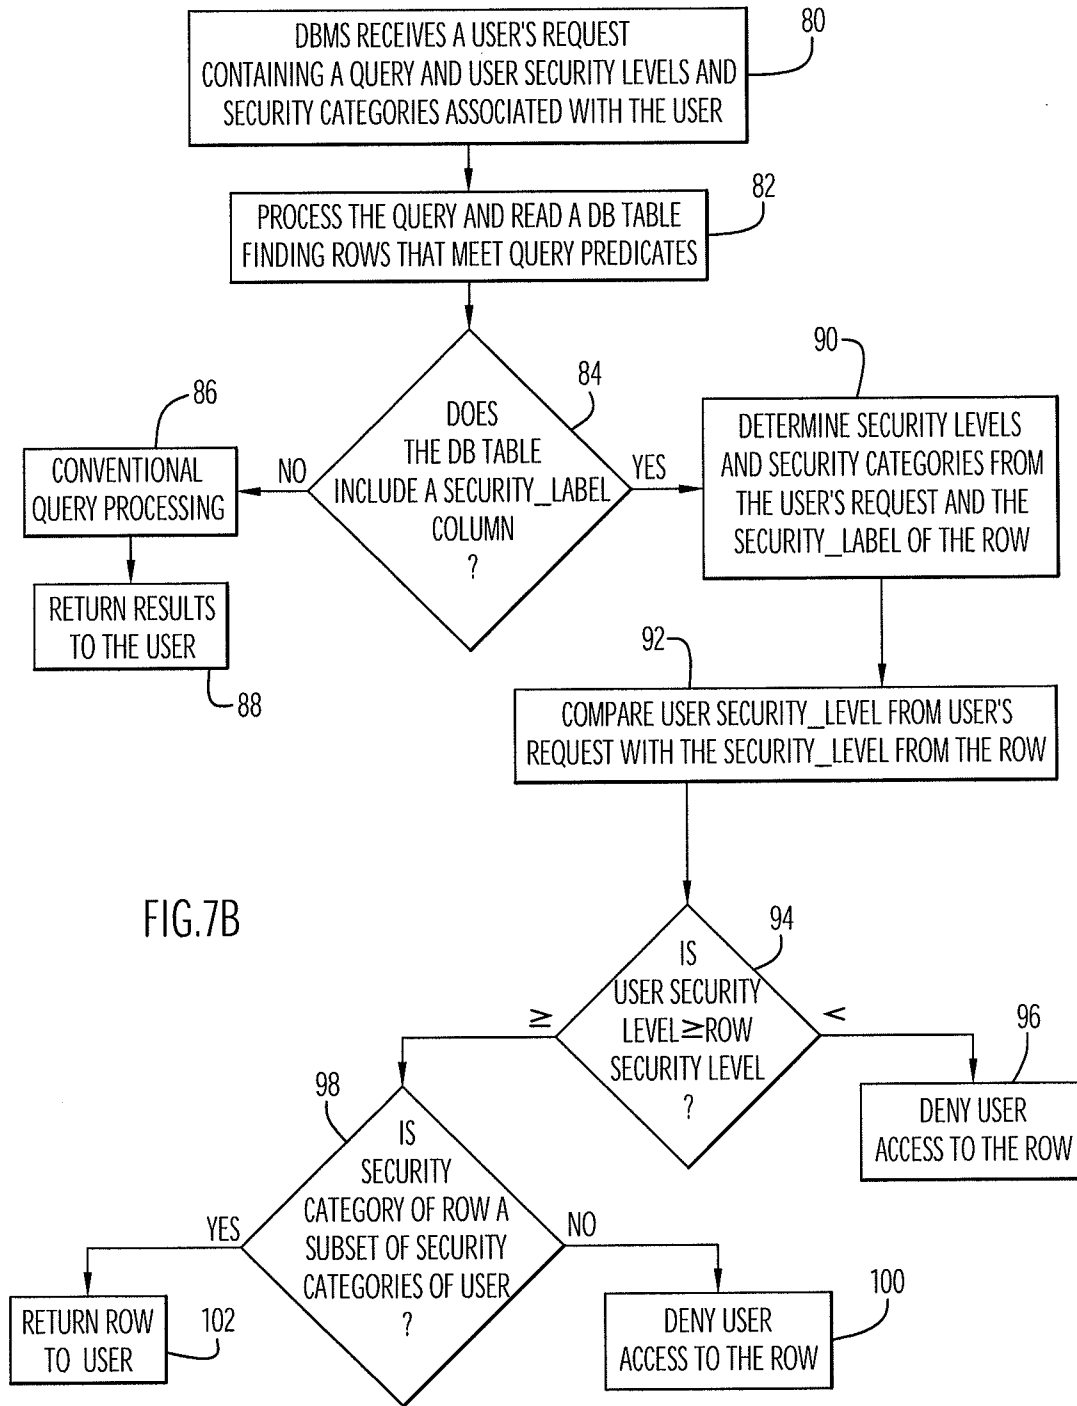 80
DBMS RECEIVES A USER'S REQUEST
CONTAINING A QUERY AND USER SECURITY LEVELS AND
SECURITY CATEGORIES ASSOCIATED WITH THE USER
82
PROCESS THE QUERY AND READ A DB TABLE
FINDING ROWS THAT MEET QUERY PREDICATES
84
DOES
THE DB TABLE
INCLUDE A SECURITY_LABEL
COLUMN
?
NO
YES
86
CONVENTIONAL
QUERY PROCESSING
RETURN RESULTS
TO THE USER
88
90
DETERMINE SECURITY LEVELS
AND SECURITY CATEGORIES FROM
THE USER'S REQUEST AND THE
SECURITY_LABEL OF THE ROW
92
COMPARE USER SECURITY_LEVEL FROM USER'S
REQUEST WITH THE SECURITY_LEVEL FROM THE ROW
FIG.7B
94
IS
USER SECURITY
LEVEL≥ROW
SECURITY LEVEL
?
≥
<
96
DENY USER
ACCESS TO THE ROW
98
IS
SECURITY
CATEGORY OF ROW A
SUBSET OF SECURITY
CATEGORIES OF USER
?
YES
NO
RETURN ROW
TO USER
102
DENY USER
ACCESS TO THE ROW
100